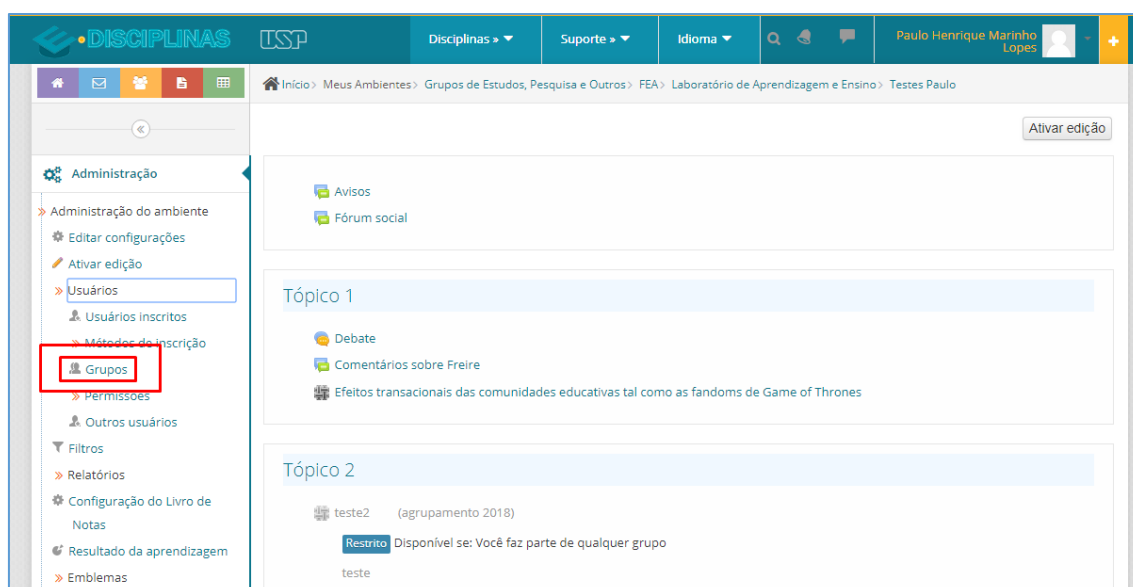 e•DISCIPLINAS USP Disciplinas » Suporte » Idioma Paulo Henrique Marinho
Lopes
Início > Meus Ambientes > Grupos de Estudos, Pesquisa e Outros > FEA > Laboratório de Aprendizagem e Ensino > Testes Paulo
Ativar edição
Administração
Administração do ambiente
Editar configurações
Ativar edição
Usuários
Usuários inscritos
Métodos de inscrição
Grupos
Permissões
Outros usuários
Filtros
Relatórios
Configuração do Livro de
Notas
Resultado da aprendizagem
Emblemas
Avisos
Fórum social
Tópico 1
Debate
Comentários sobre Freire
Efeitos transacionais das comunidades educativas tal como as fandoms de Game of Thrones
Tópico 2
teste2 (agrupamento 2018)
Restrito Disponível se: Você faz parte de qualquer grupo
teste